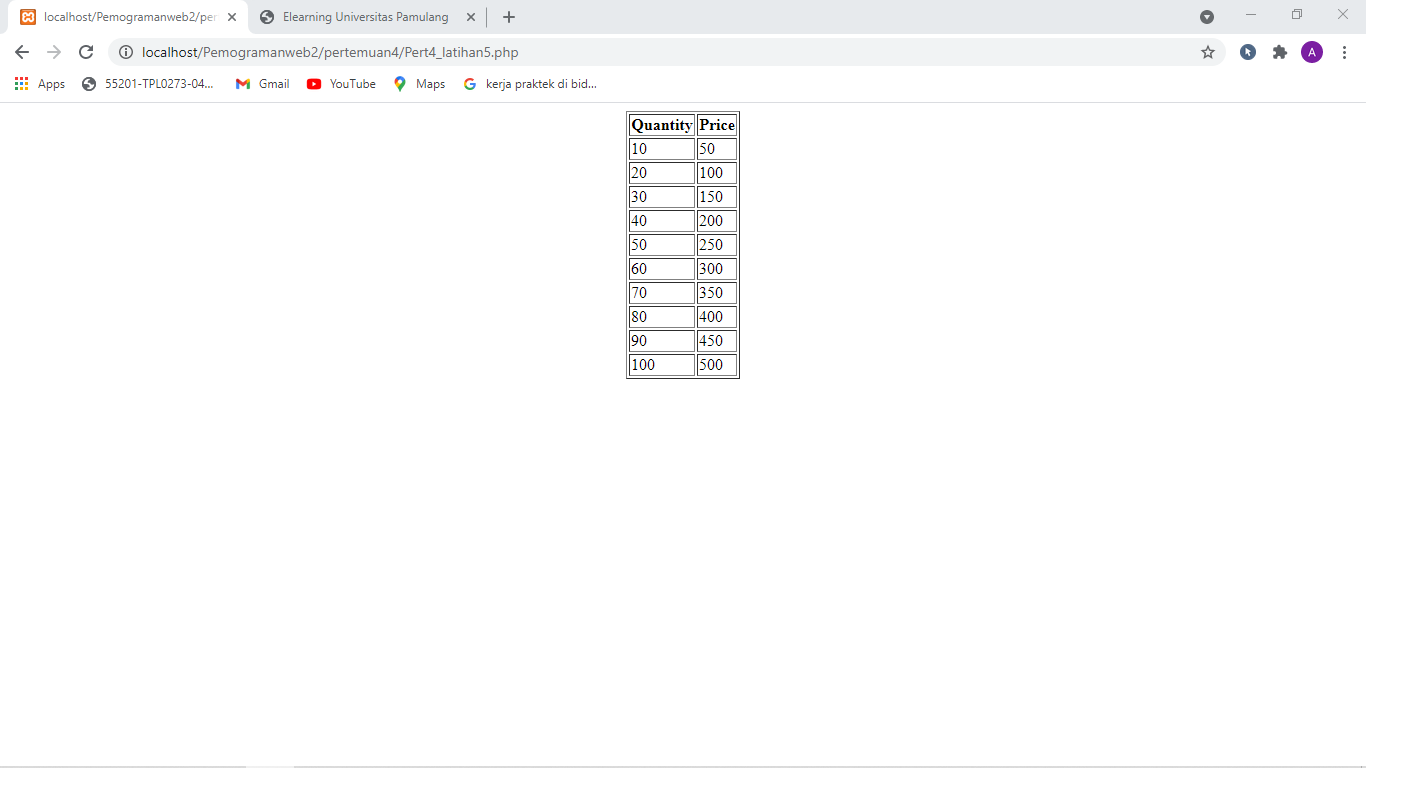 localhost/Pemogramanweb2/per
Elearning Universitas Pamulang
localhost/Pemogramanweb2/pertemuan4/Pert4_latihan5.php
A
Apps 55201-TPL0273-04... Gmail YouTube Maps kerja praktek di bid...
Quantity Price
10 50
20 100
30 150
40 200
50 250
60 300
70 350
80 400
90 450
100 500